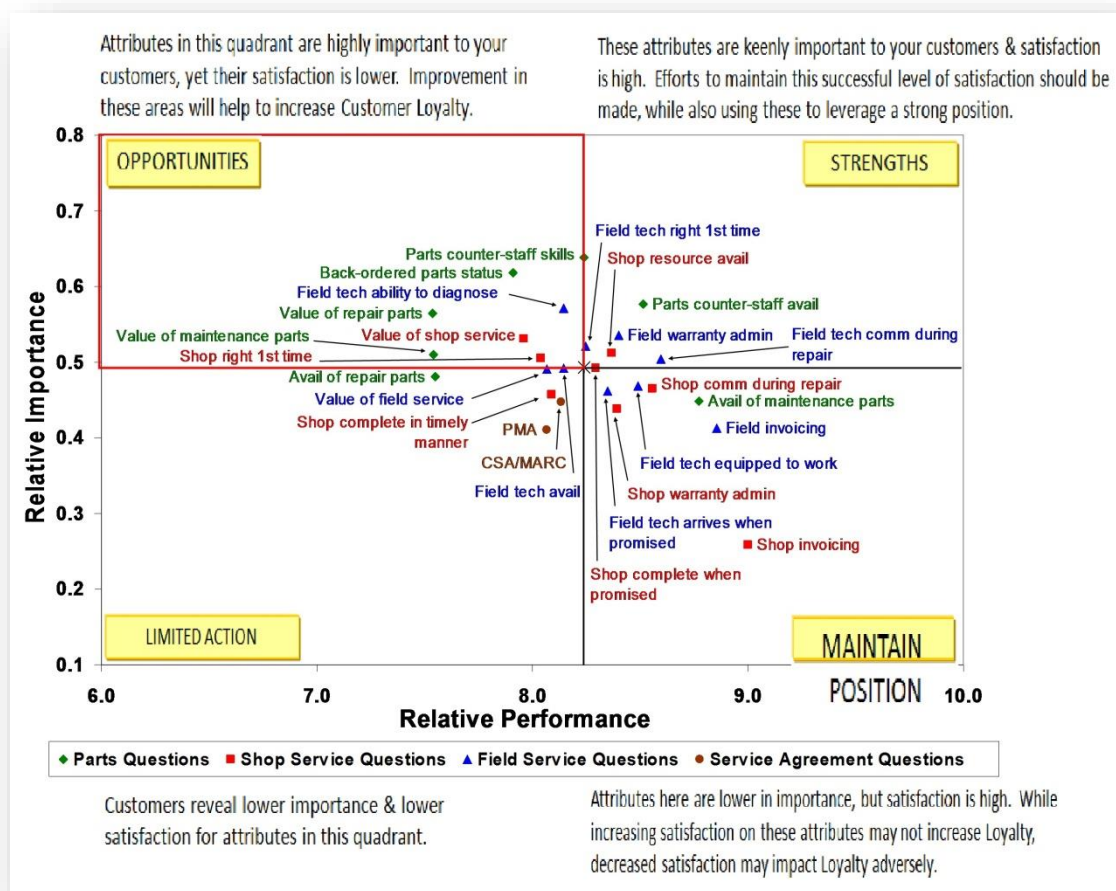 Attributes in this quadrant are highly important to your
customers, yet their satisfaction is lower. Improvement in
these areas will help to increase Customer Loyalty.
These attributes are keenly important to your customers & satisfaction
is high. Efforts to maintain this successful level of satisfaction should be
made, while also using these to leverage a strong position.
0.8
OPPORTUNITIES
STRENGTHS
0.7
Field tech right 1st time
Parts counter-staff skills
Shop resource avail
Back-ordered parts status
0.6
Field tech ability to diagnose
Parts counter-staff avail
Value of repair parts
Value of maintenance parts
Value of shop service
Field warranty admin
Field tech comm during
repair
Shop right 1st time
0.5
Avail of repair parts
Shop comm during repair
Value of field service
Avail of maintenance parts
Shop complete in timely
manner
0.4
PMA
Field invoicing
CSA/MARC
Field tech equipped to work
Field tech avail
Shop warranty admin
0.3
Field tech arrives when
promised
Shop invoicing
Shop complete when
promised
0.2
LIMITED ACTION
MAINTAIN
POSITION
0.1
Relative Importance
6.0 7.0 8.0 9.0 10.0
Relative Performance
Parts Questions Shop Service Questions Field Service Questions Service Agreement Questions
Customers reveal lower importance & lower
satisfaction for attributes in this quadrant.
Attributes here are lower in importance, but satisfaction is high. While
increasing satisfaction on these attributes may not increase Loyalty,
decreased satisfaction may impact Loyalty adversely.